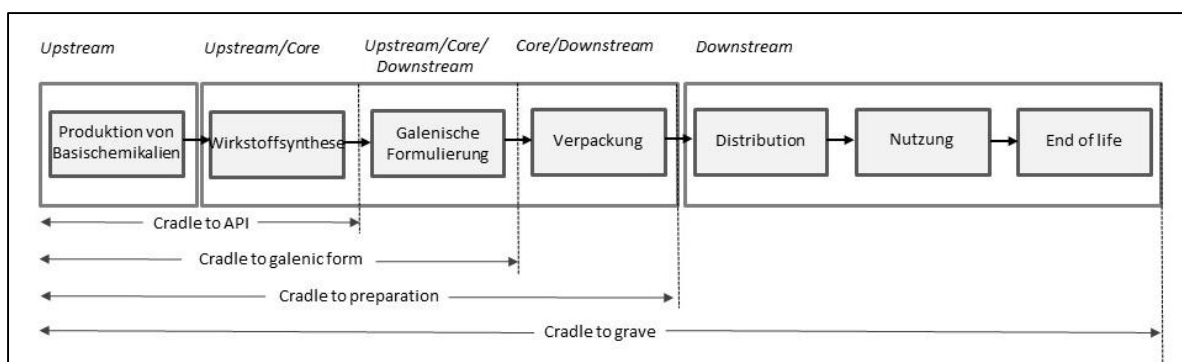 Upstream
Upstream/Core
Upstream/Core/
Downstream
Core/Downstream
Downstream
Produktion von
Basischemikalien
Wirkstoffsynthese
Galenische
Formulierung
Verpackung
Distribution
Nutzung
End of life
Cradle to API
Cradle to galenic form
Cradle to preparation
Cradle to grave